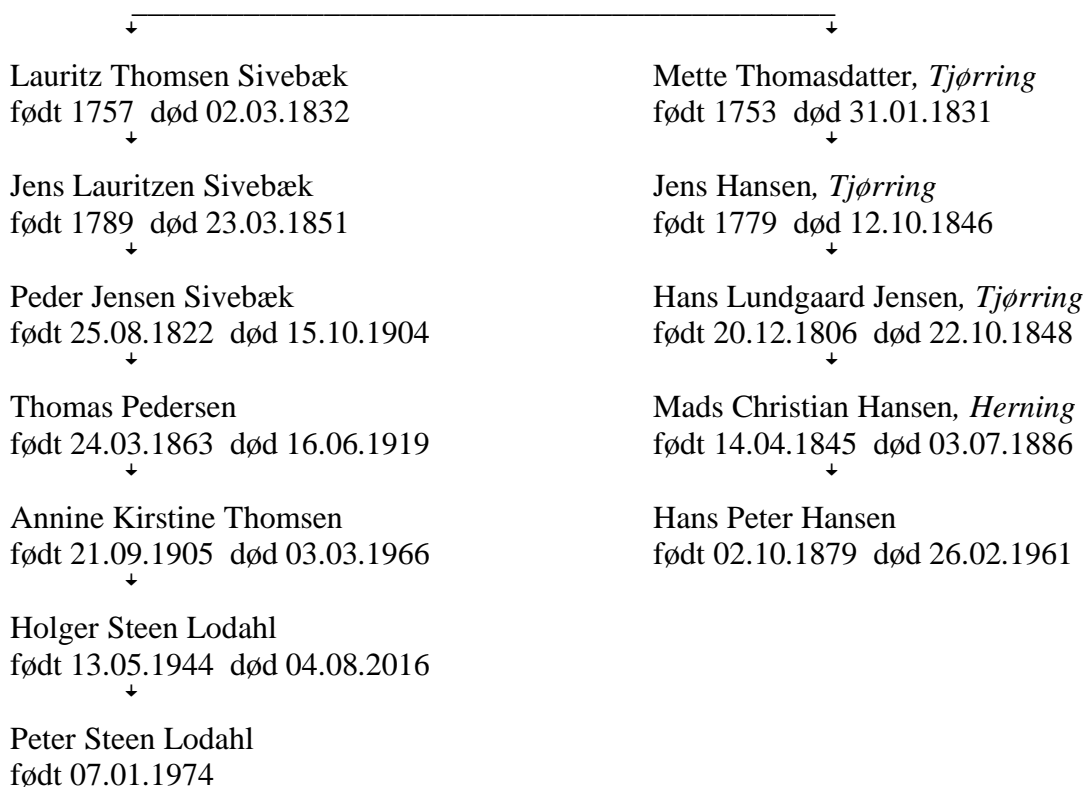 Lauritz Thomsen Sivebæk
født 1757 død 02.03.1832
Jens Lauritzen Sivebæk
født 1789 død 23.03.1851
Peder Jensen Sivebæk
født 25.08.1822 død 15.10.1904
Thomas Pedersen
født 24.03.1863 død 16.06.1919
Annine Kirstine Thomsen
født 21.09.1905 død 03.03.1966
Holger Steen Lodahl
født 13.05.1944 død 04.08.2016
Peter Steen Lodahl
født 07.01.1974
Mette Thomasdatter, Tjørring
født 1753 død 31.01.1831
Jens Hansen, Tjørring
født 1779 død 12.10.1846
Hans Lundgaard Jensen, Tjørring
født 20.12.1806 død 22.10.1848
Mads Christian Hansen, Herning
født 14.04.1845 død 03.07.1886
Hans Peter Hansen
født 02.10.1879 død 26.02.1961